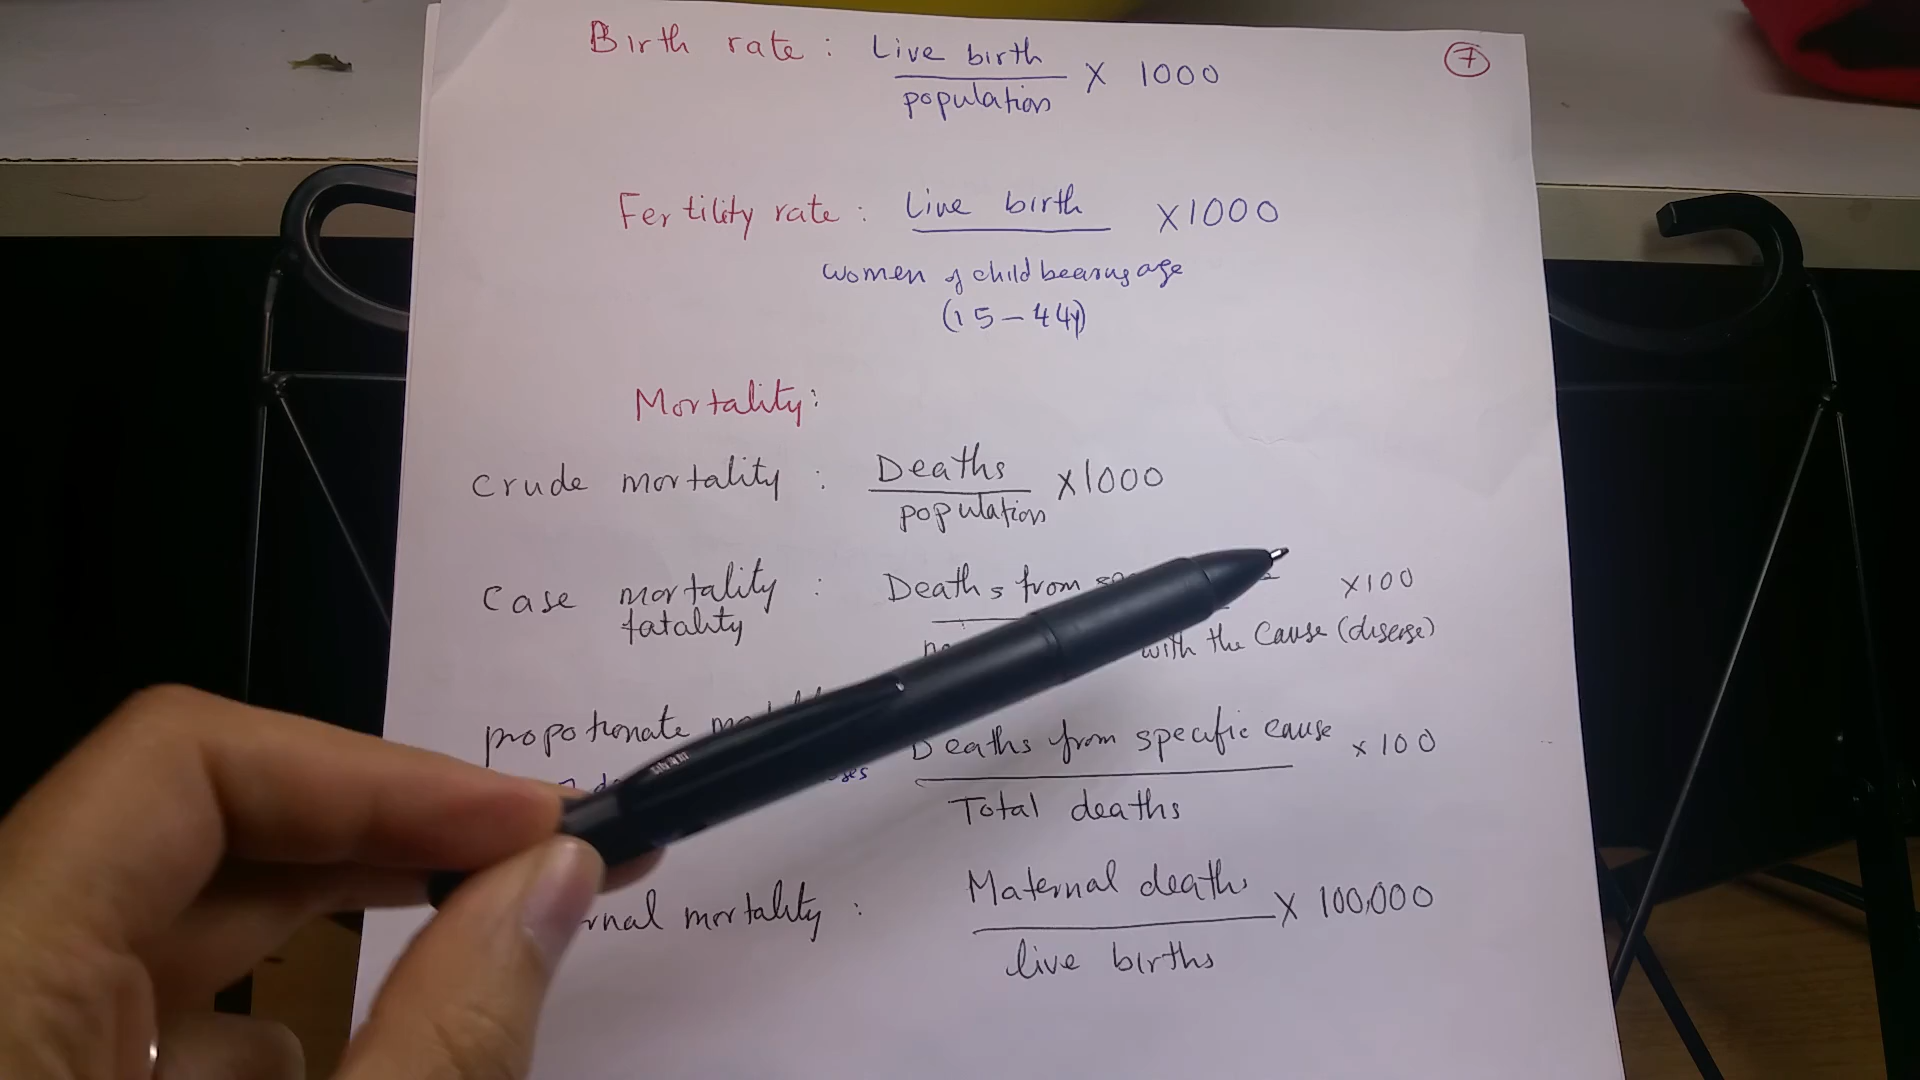 7
Birth rate : Live birth
population
X 1000
Fertility rate : Live birth X1000
women of child bearing age
(15-44y)
Mortality:
Crude mortality : Deaths X1000
population
Case mortality : Deaths from X100
fatality
with the Cause (disease)
propotionate Deaths from specific cause x 100
Total deaths
mortality : Maternal deaths X 100,000
live births